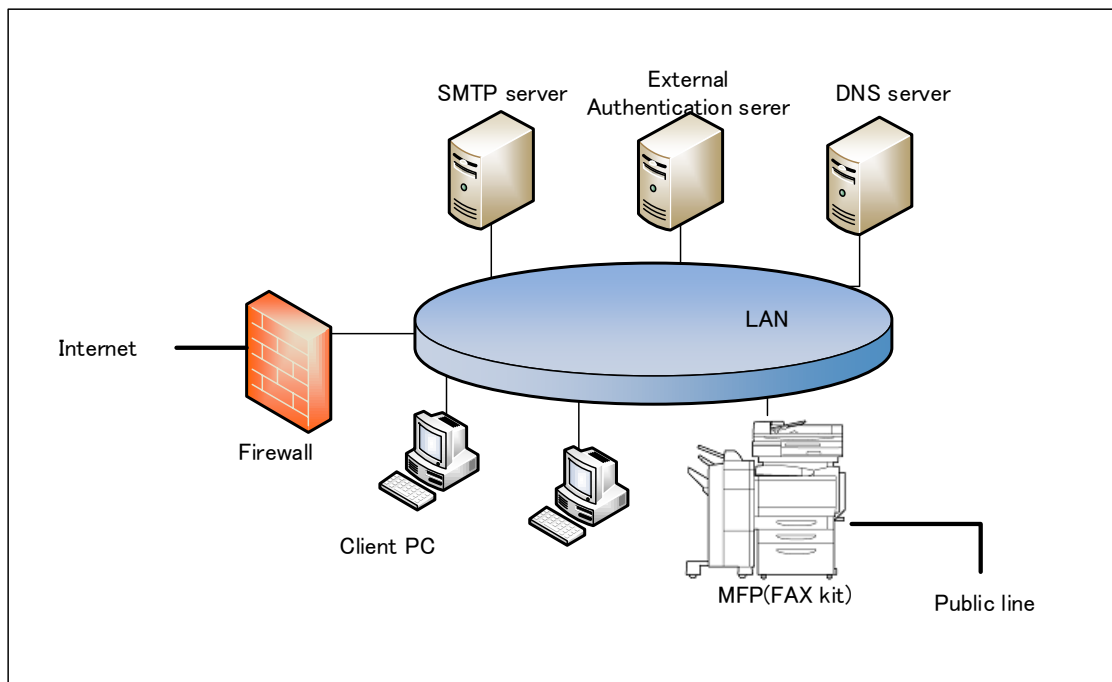 SMTP server
External
Authentication serer
DNS server
LAN
Internet
Firewall
Client PC
MFP(FAX kit)
Public line